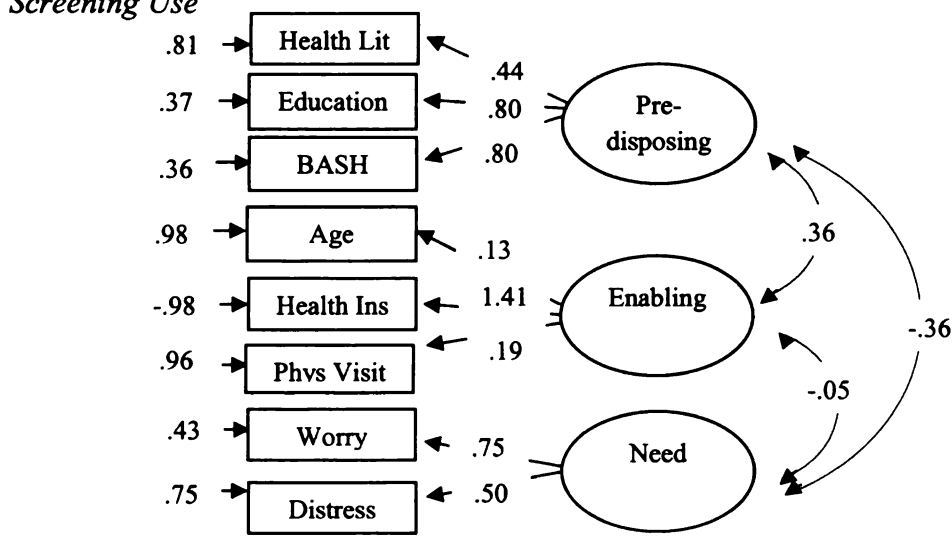 Screening Use
.81 Health Lit
.44
.37 Education .80
.36 BASH .80
Pre-
disposing
.98 Age .13
.36
-.98 Health Ins 1.41 Enabling
-.36
.96 Phvs Visit .19
-.05
.43 Worry .75 Need
.75 Distress .50